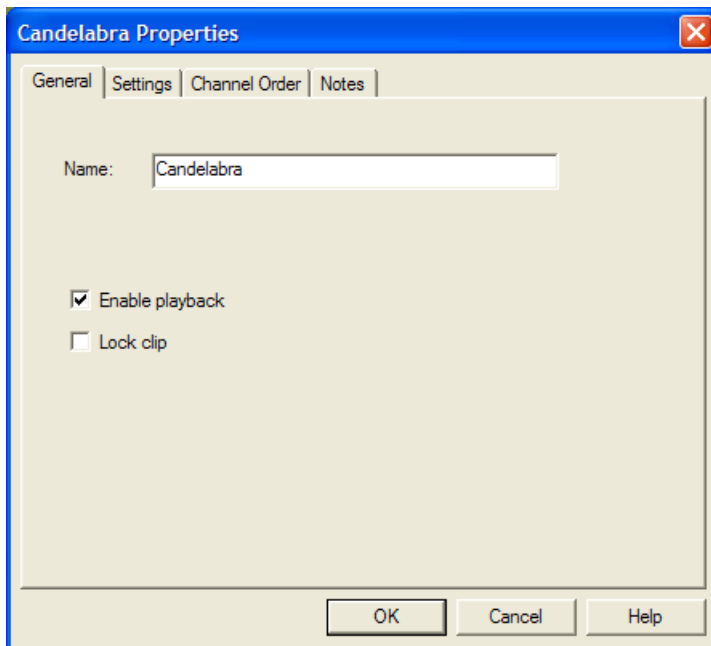 Candelabra Properties
General Settings Channel Order Notes
Name: Candelabra
Enable playback
Lock clip
OK Cancel Help